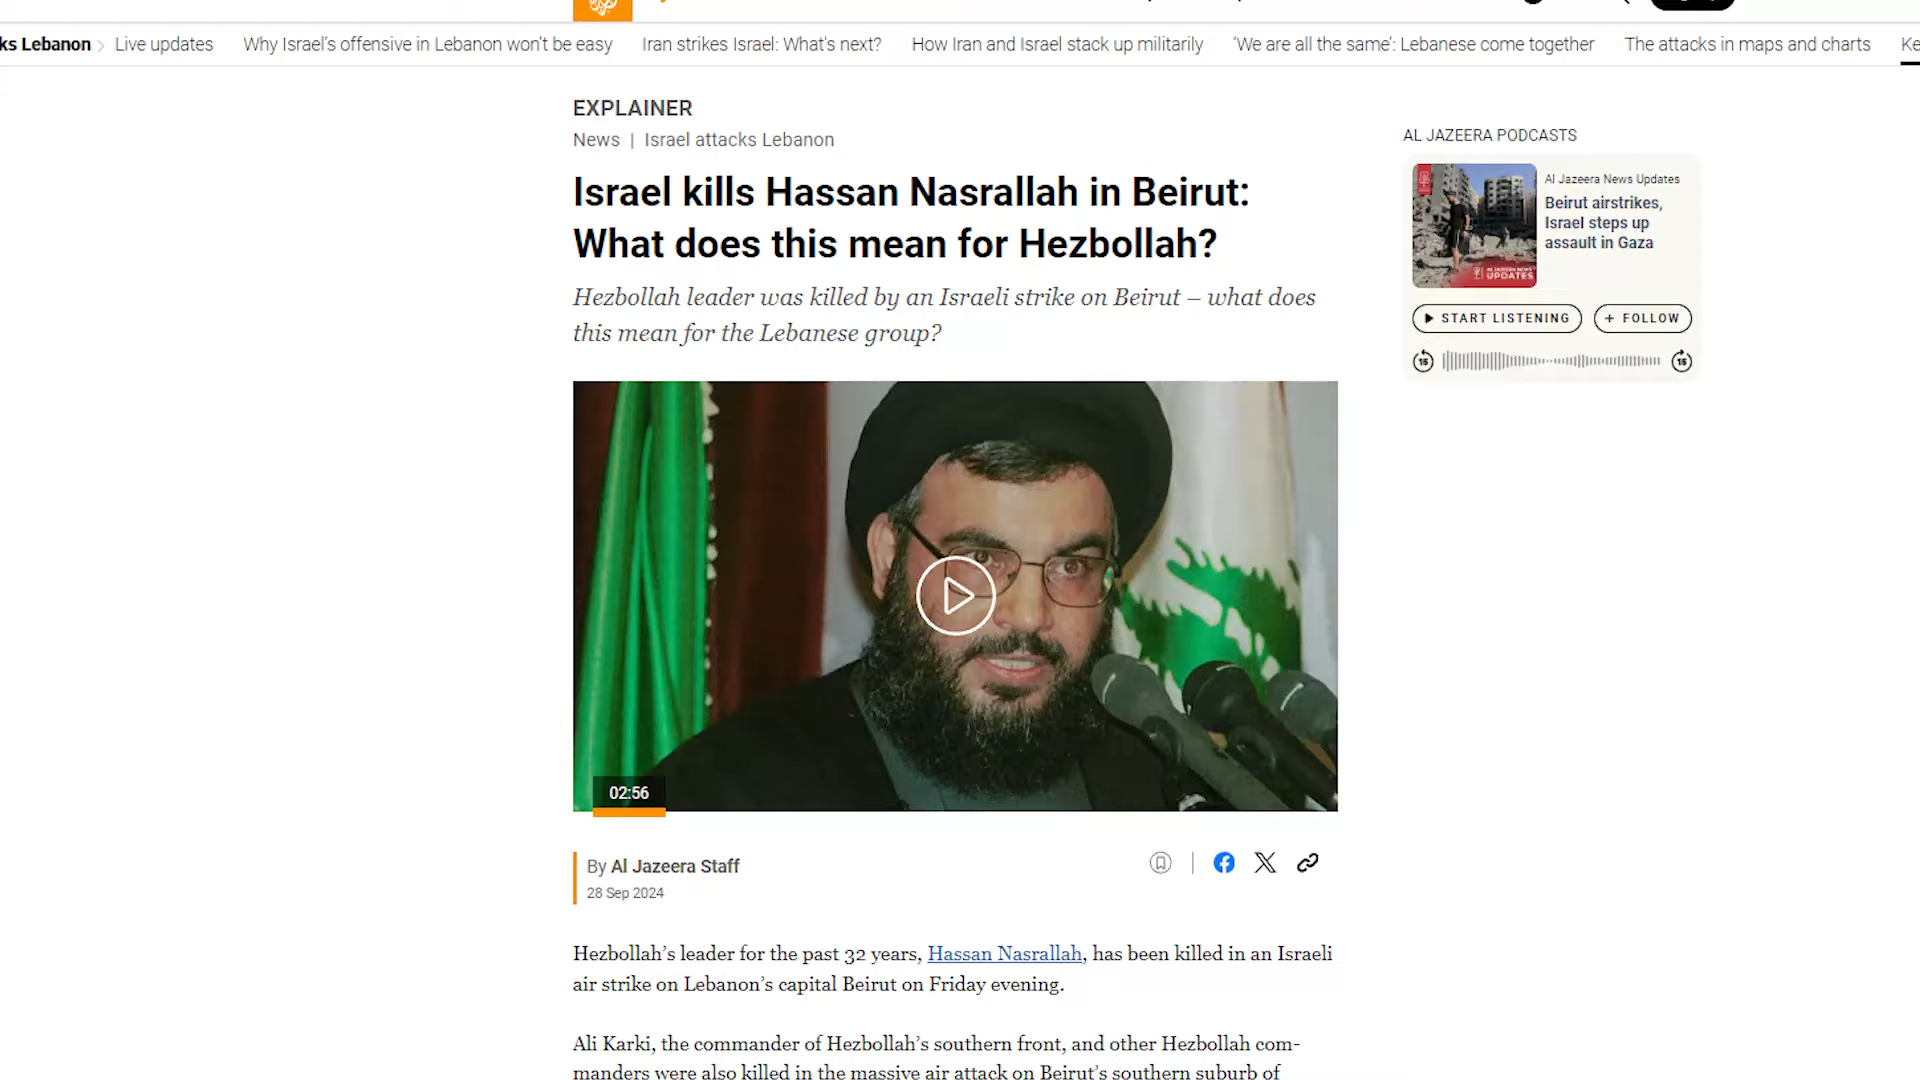 ks Lebanon
Live updates
Why Israel's offensive in Lebanon won't be easy
Iran strikes Israel: What's next?
How Iran and Israel stack up militarily
'We are all the same': Lebanese come together
The attacks in maps and charts
Ke
EXPLAINER
News | Israel attacks Lebanon
Israel kills Hassan Nasrallah in Beirut:
What does this mean for Hezbollah?
Hezbollah leader was killed by an Israeli strike on Beirut – what does
this mean for the Lebanese group?
02:56
By Al Jazeera Staff
28 Sep 2024
Hezbollah's leader for the past 32 years, Hassan Nasrallah, has been killed in an Israeli
air strike on Lebanon's capital Beirut on Friday evening.
Ali Karki, the commander of Hezbollah's southern front, and other Hezbollah com-
manders were also killed in the massive air attack on Beirut's southern suburb of
AL JAZEERA PODCASTS
AL JAZEERA NEWS
UPDATES
Al Jazeera News Updates
Beirut airstrikes,
Israel steps up
assault in Gaza
START LISTENING
+ FOLLOW
15
15